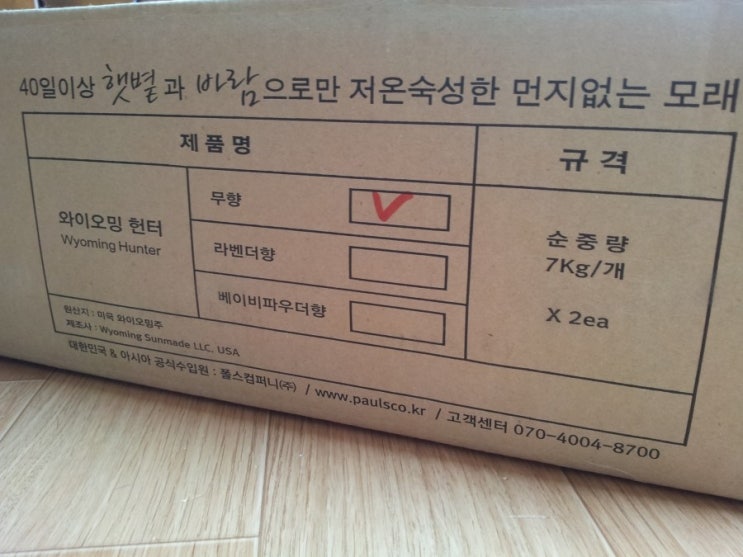 40일이상 햇볕과 바람으로만 저온숙성한 먼지없는 모래
제품명
규격
와이오밍 헌터
Wyoming Hunter
무향
라벤더향
베이비파우더향
순중량
7Kg/개
X 2ea
원산지 : 미국 와이오밍주
제조사 : Wyoming Sunmade LLC. USA
대한민국 & 아시아 공식수입원 : 폴스컴퍼니(주) / www.paulsco.kr / 고객센터 070-4004-8700